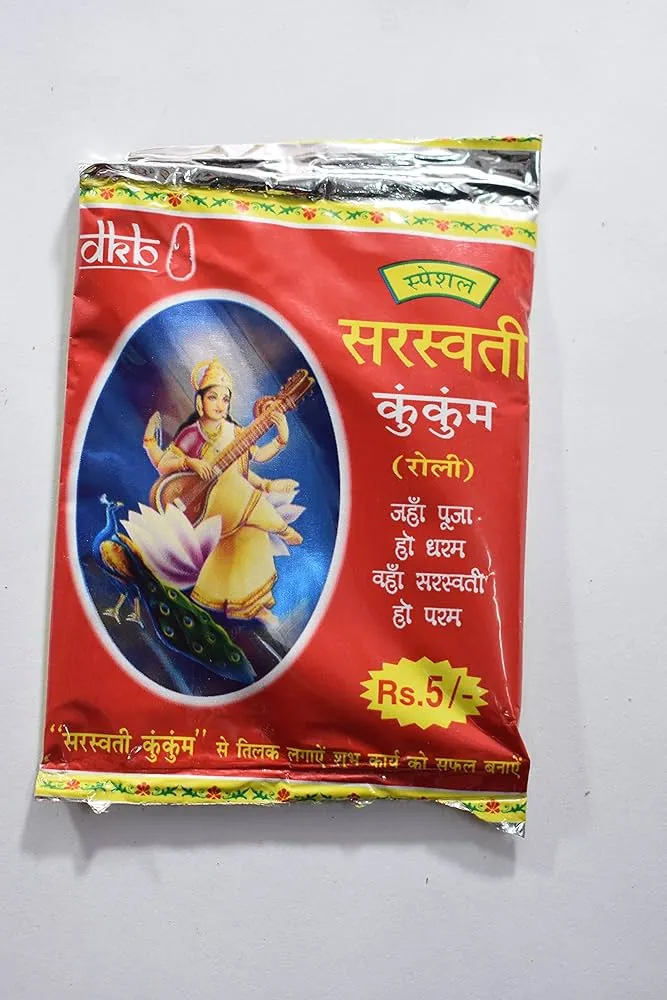 dkb
स्पेशल
सरस्वती
कुंकुंम
(रोली)
जहाँ पूजा
हो धरम
वहाँ सरस्वती
हो परम
Rs.5/-
"सरस्वती कुंकुंम" से तिलक लगाऐं शुभ कार्य को सफल बनाऐं